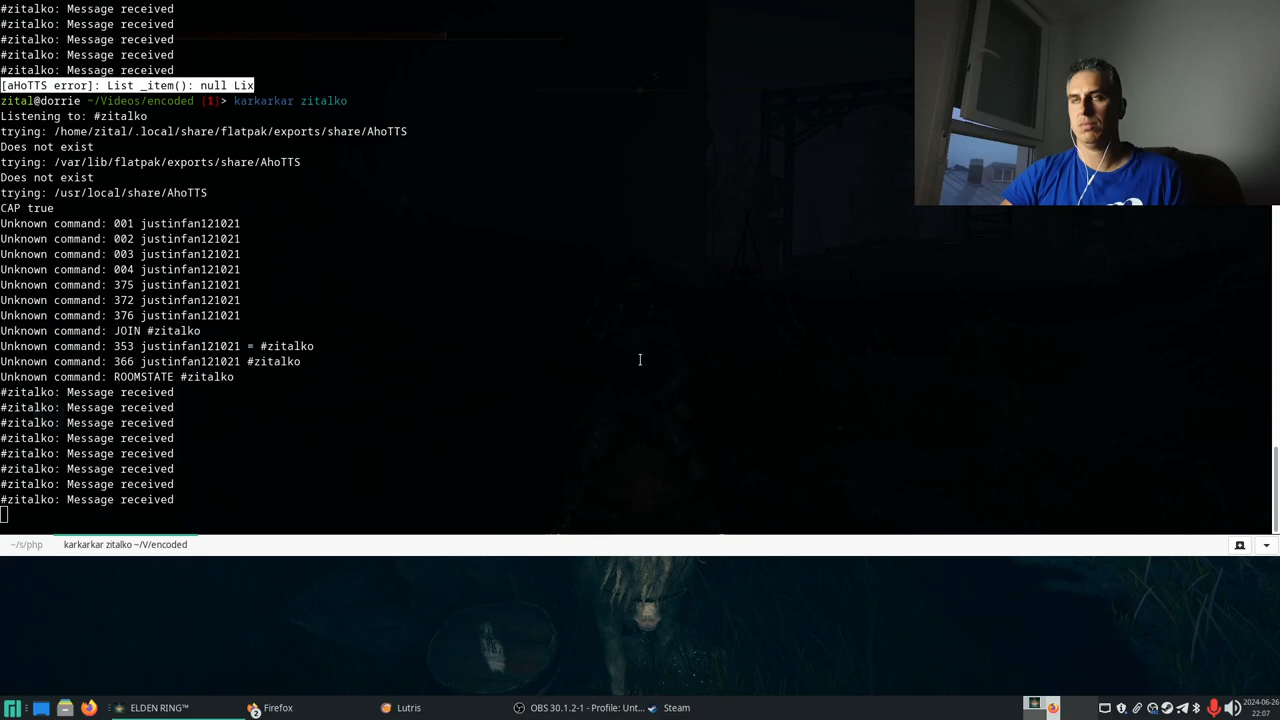 #zitalko: Message received
#zitalko: Message received
#zitalko: Message received
#zitalko: Message received
#zitalko: Message received
[aHoTTS error]: List _item(): null Lix
zital@dorrie ~/Videos/encoded [1]> karkarkar zitalko
Listening to: #zitalko
trying: /home/zital/.local/share/flatpak/exports/share/AhoTTS
Does not exist
trying: /var/lib/flatpak/exports/share/AhoTTS
Does not exist
trying: /usr/local/share/AhoTTS
CAP true
Unknown command: 001 justinfan121021
Unknown command: 002 justinfan121021
Unknown command: 003 justinfan121021
Unknown command: 004 justinfan121021
Unknown command: 375 justinfan121021
Unknown command: 372 justinfan121021
Unknown command: 376 justinfan121021
Unknown command: JOIN #zitalko
Unknown command: 353 justinfan121021 = #zitalko
Unknown command: 366 justinfan121021 #zitalko
Unknown command: ROOMSTATE #zitalko
#zitalko: Message received
#zitalko: Message received
#zitalko: Message received
#zitalko: Message received
#zitalko: Message received
#zitalko: Message received
#zitalko: Message received
#zitalko: Message received
~/s/php
karkarkar zitalko ~/V/encoded
ELDEN RING™
2
Firefox
Lutris
OBS 30.1.2-1 - Profile: Unt...
Steam
2024-06-26
22:07